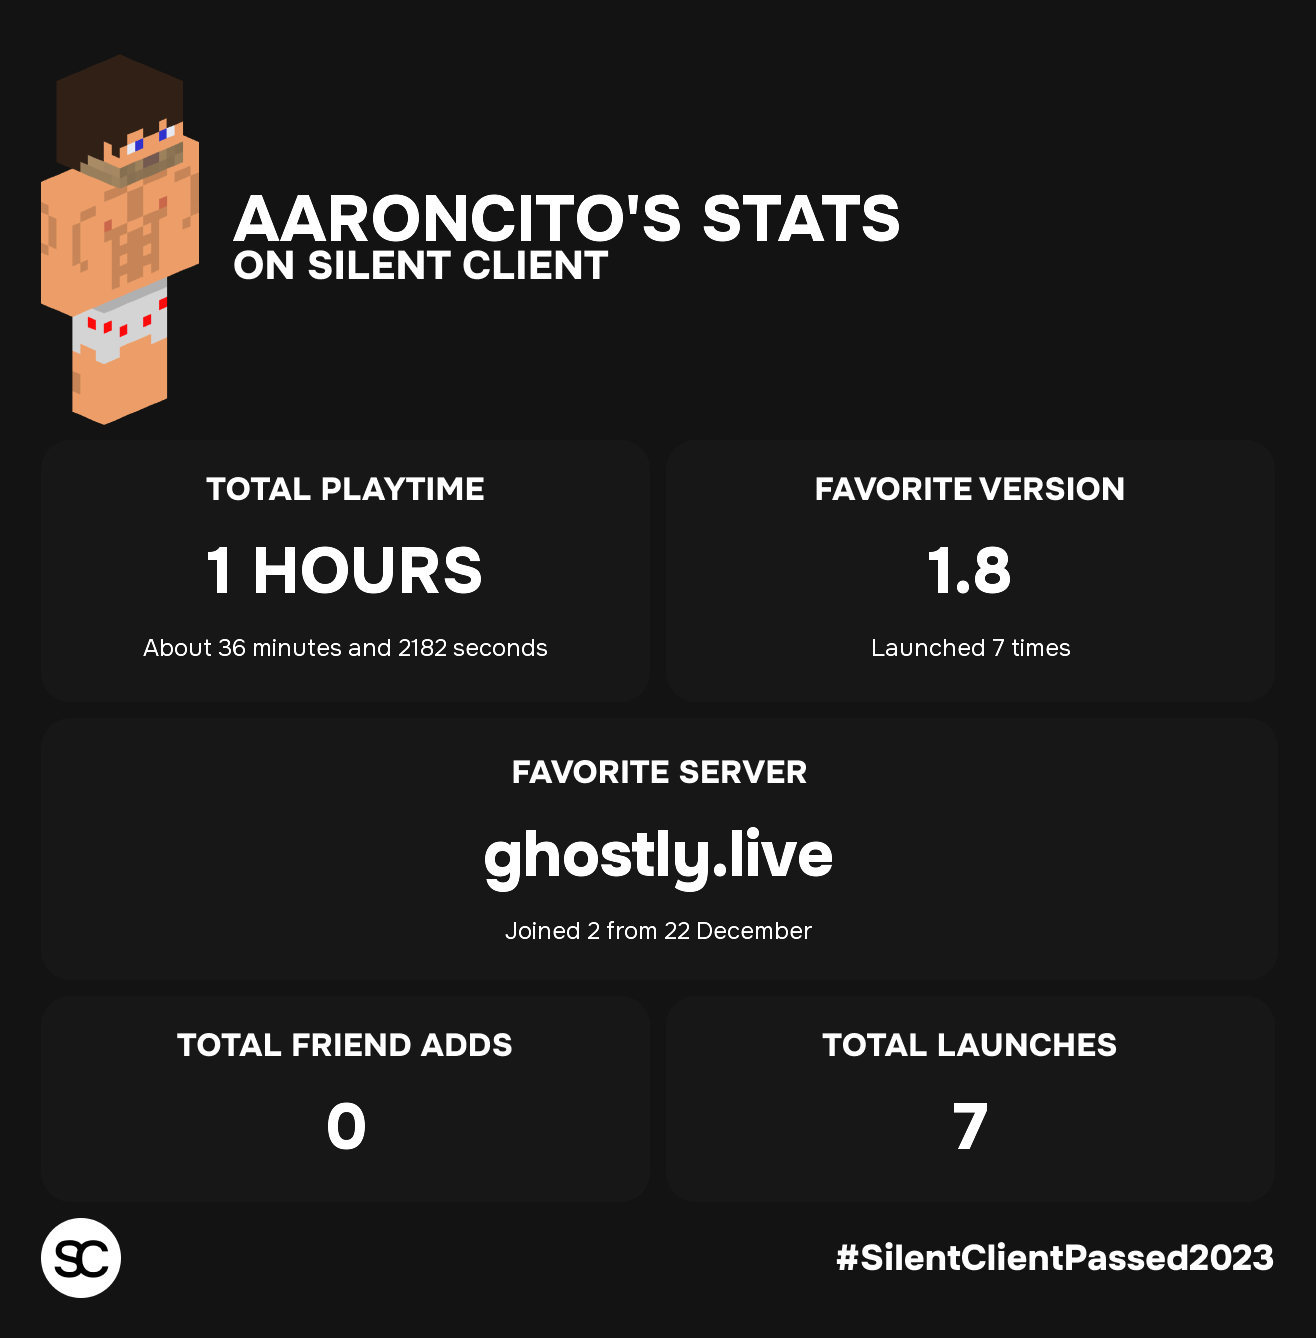 AARONCITO'S STATS
ON SILENT CLIENT
TOTAL PLAYTIME
1 HOURS
About 36 minutes and 2182 seconds
FAVORITE VERSION
1.8
Launched 7 times
FAVORITE SERVER
ghostly.live
Joined 2 from 22 December
TOTAL FRIEND ADDS
0
TOTAL LAUNCHES
7
SC
#SilentClientPassed2023